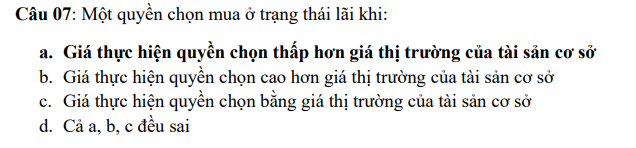 Câu 07: Một quyền chọn mua ở trạng thái lãi khi:
a. Giá thực hiện quyền chọn thấp hơn giá thị trường của tài sản cơ sở
b. Giá thực hiện quyền chọn cao hơn giá thị trường của tài sản cơ sở
c. Giá thực hiện quyền chọn bằng giá thị trường của tài sản cơ sở
d. Cả a, b, c đều sai